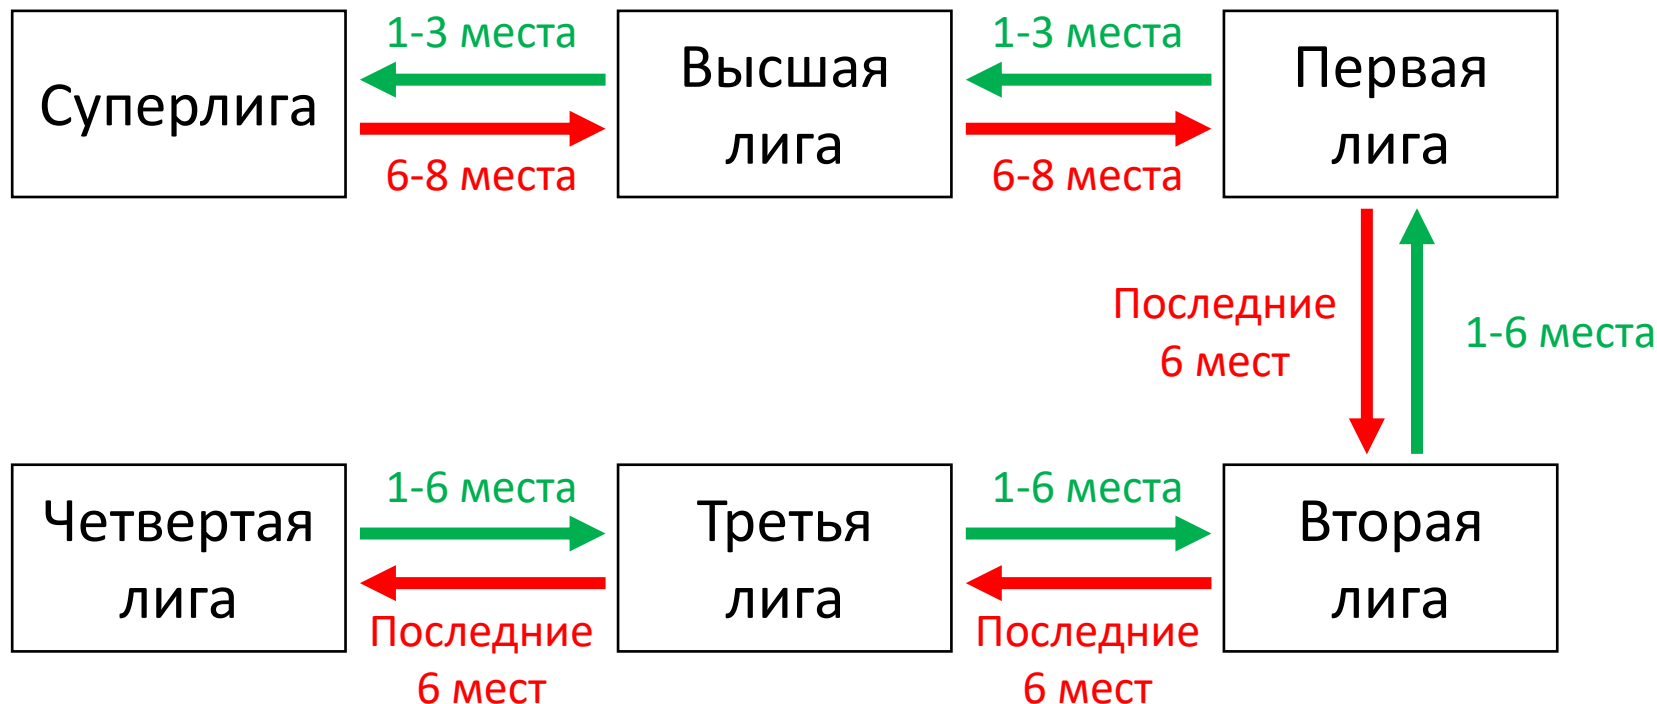 Суперлига
1-3 места
6-8 места
Высшая
лига
1-3 места
6-8 места
Первая
лига
Последние
6 мест
1-6 места
Четвертая
лига
1-6 места
Последние
6 мест
Третья
лига
1-6 места
Последние
6 мест
Вторая
лига